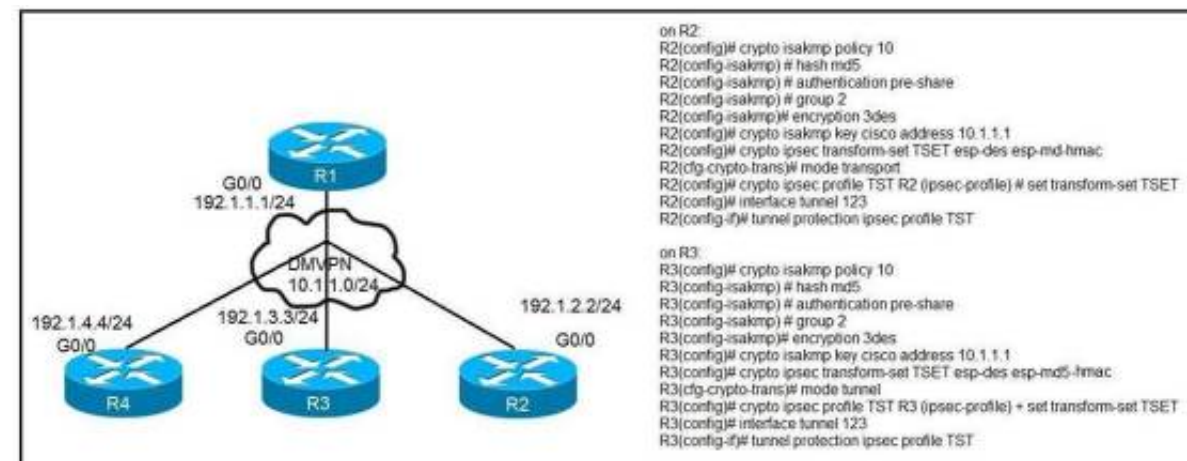 R1
G0/0
192.1.1.1/24
DMVPN
10.1.1.0/24
192.1.4.4/24
G0/0
192.1.3.3/24
G0/0
192.1.2.2/24
G0/0
R4
R3
R2
on R2:
R2(config)# crypto isakmp policy 10
R2(config-isakmp) # hash md5
R2(config-isakmp) # authentication pre-share
R2(config-isakmp) # group 2
R2(config-isakmp)# encryption 3des
R2(config)# crypto isakmp key cisco address 10.1.1.1
R2(config)# crypto ipsec transform-set TSET esp-des esp-md-hmac
R2(cfg-crypto-trans)# mode transport
R2(config)# crypto ipsec profile TST R2 (ipsec-profile) # set transform-set TSET
R2(config)# interface tunnel 123
R2(config-if)# tunnel protection ipsec profile TST
on R3:
R3(config)# crypto isakmp policy 10
R3(config-isakmp) # hash md5
R3(config-isakmp) # authentication pre-share
R3(config-isakmp) # group 2
R3(config-isakmp)# encryption 3des
R3(config)# crypto isakmp key cisco address 10.1.1.1
R3(config)# crypto ipsec transform-set TSET esp-des esp-md5-hmac
R3(cfg-crypto-trans)# mode tunnel
R3(config)# crypto ipsec profile TST R3 (ipsec-profile) + set transform-set TSET
R3(config)# interface tunnel 123
R3(config-if)# tunnel protection ipsec profile TST